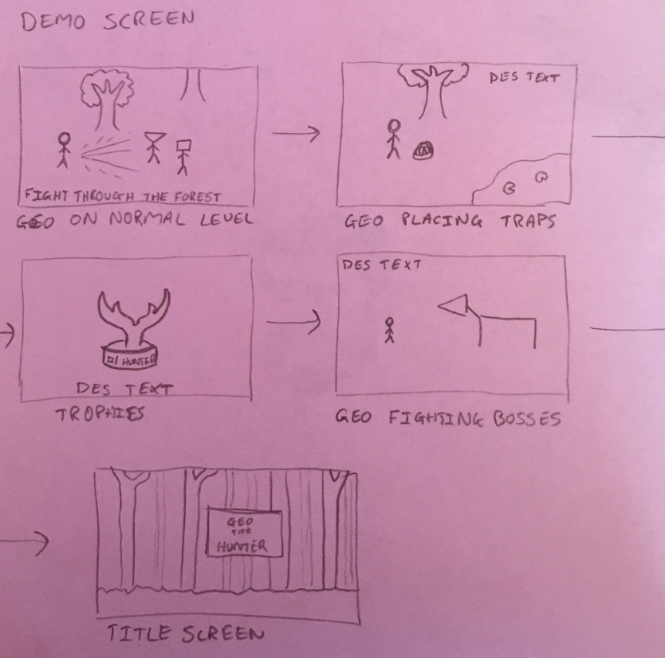 DEMO SCREEN
FIGHT THROUGH THE FOREST
GEO ON NORMAL LEVEL
DES TEXT
GEO PLACING TRAPS
#1 HUNTER
DES TEXT
TROPHIES
DES TEXT
GEO FIGHTING BOSSES
GEO
THE
HUNTER
TITLE SCREEN